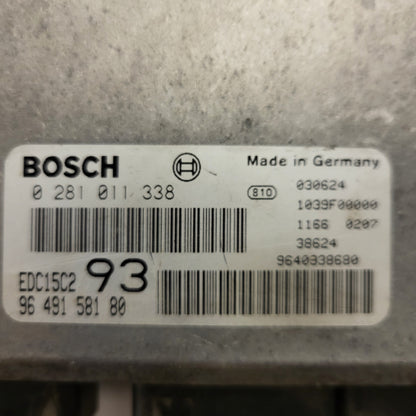 BOSCH
Made in Germany
0 281 011 338
810
030624
1039F00000
1166 0207
38624
9640938680
EDC15C2 93
96 491 581 80